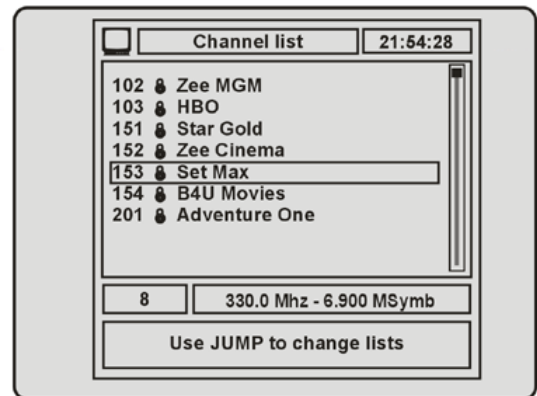 Channel list 21:54:28
102 Zee MGM
103 HBO
151 Star Gold
152 Zee Cinema
153 Set Max
154 B4U Movies
201 Adventure One
8 330.0 Mhz - 6.900 MSymb
Use JUMP to change lists